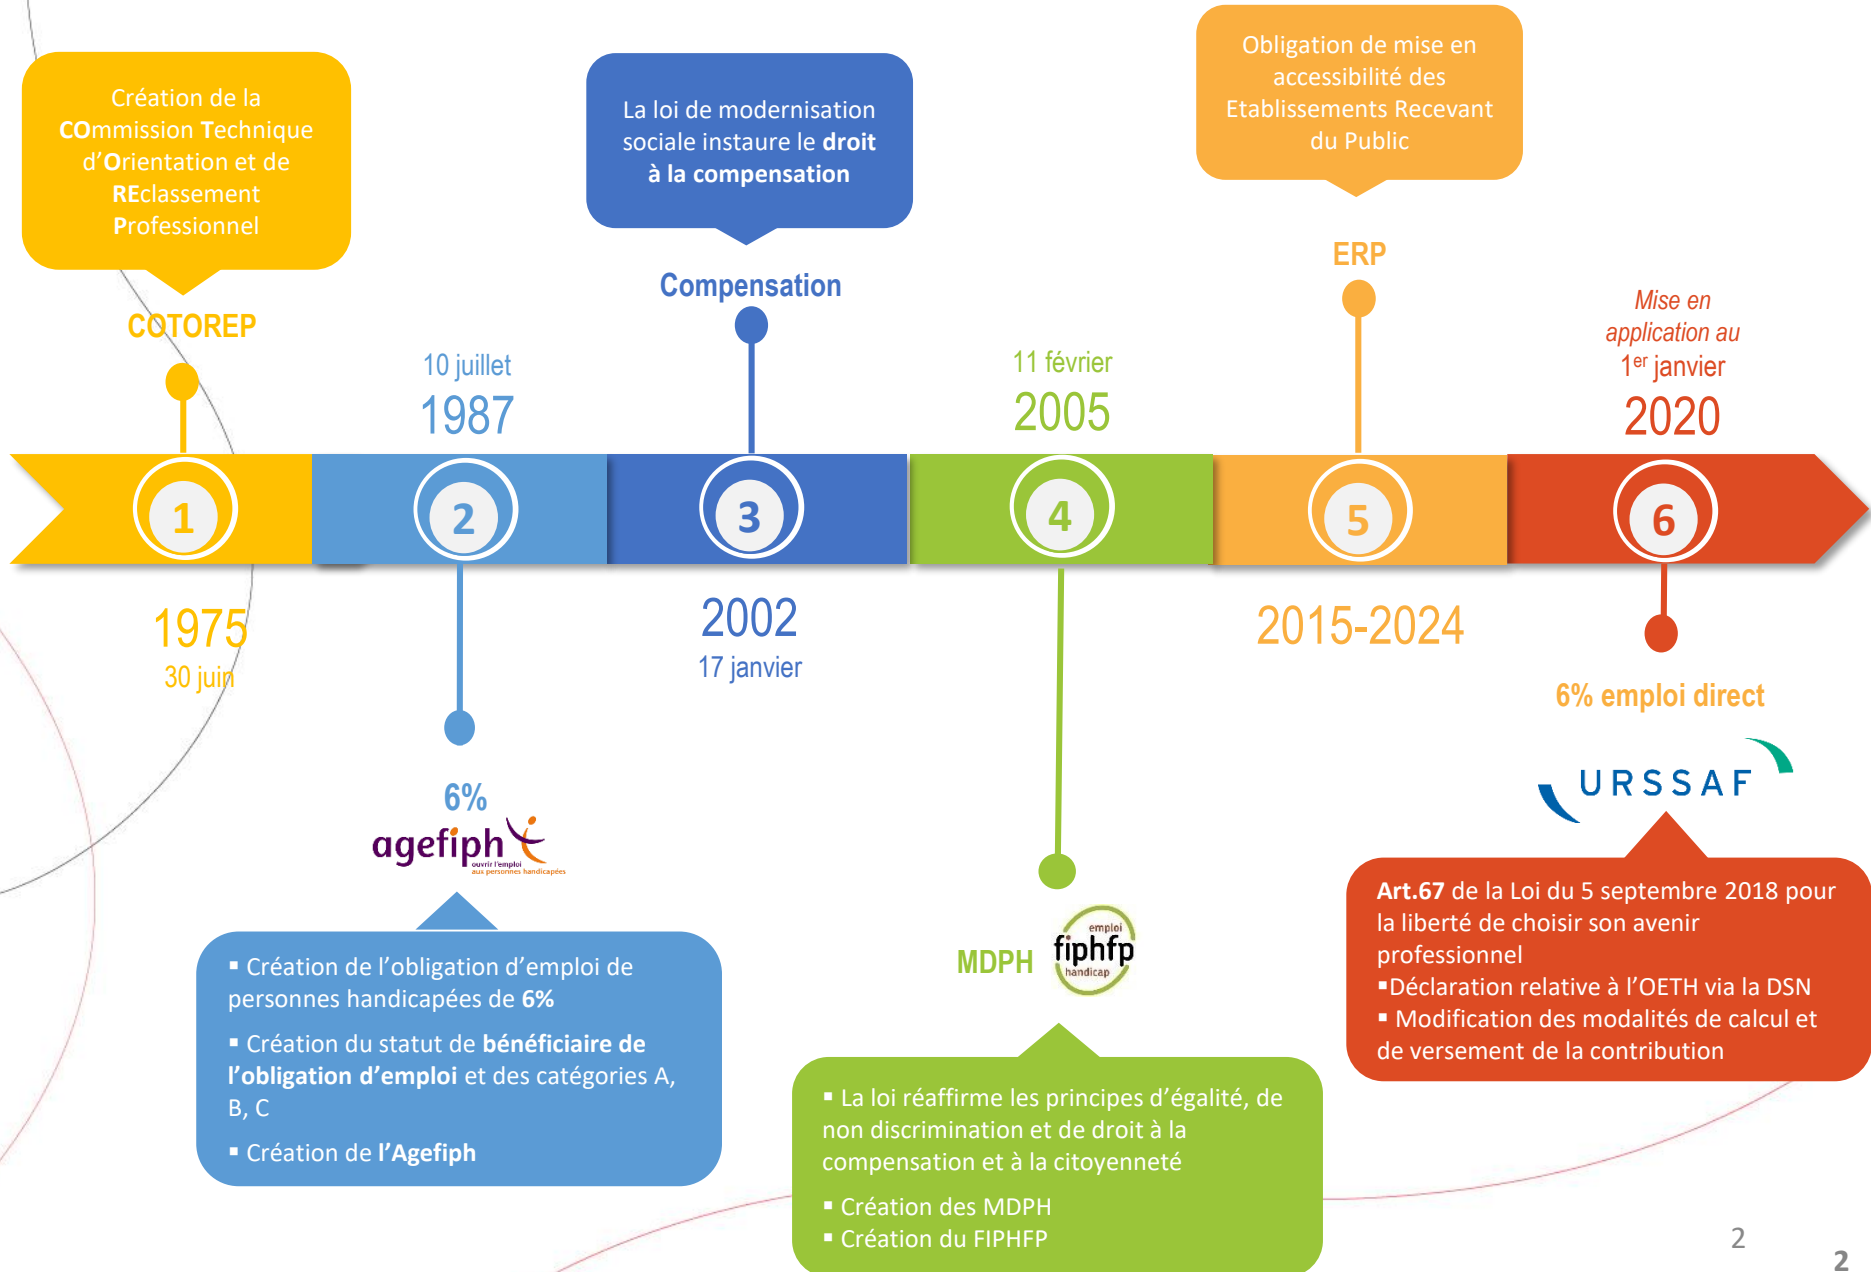 Création de la
COmmission Technique
d’Orientation et de
REclassement
Professionnel
COTOREP
1
1975
30 juin
10 juillet
1987
2
6%
agefiph
ouvrir l'emploi
aux personnes handicapées
▪ Création de l’obligation d’emploi de
personnes handicapées de 6%
▪ Création du statut de bénéficiaire de
l’obligation d’emploi et des catégories A,
B, C
▪ Création de l’Agefiph
La loi de modernisation
sociale instaure le droit
à la compensation
Compensation
3
2002
17 janvier
11 février
2005
4
MDPH
emploi
fiphfp
handicap
▪ La loi réaffirme les principes d’égalité, de
non discrimination et de droit à la
compensation et à la citoyenneté
▪ Création des MDPH
▪ Création du FIPHFP
Obligation de mise en
accessibilité des
Etablissements Recevant
du Public
ERP
5
2015-2024
Mise en
application au
1er janvier
2020
6
6% emploi direct
URSSAF
Art.67 de la Loi du 5 septembre 2018 pour
la liberté de choisir son avenir
professionnel
▪Déclaration relative à l’OETH via la DSN
▪ Modification des modalités de calcul et
de versement de la contribution
2
2